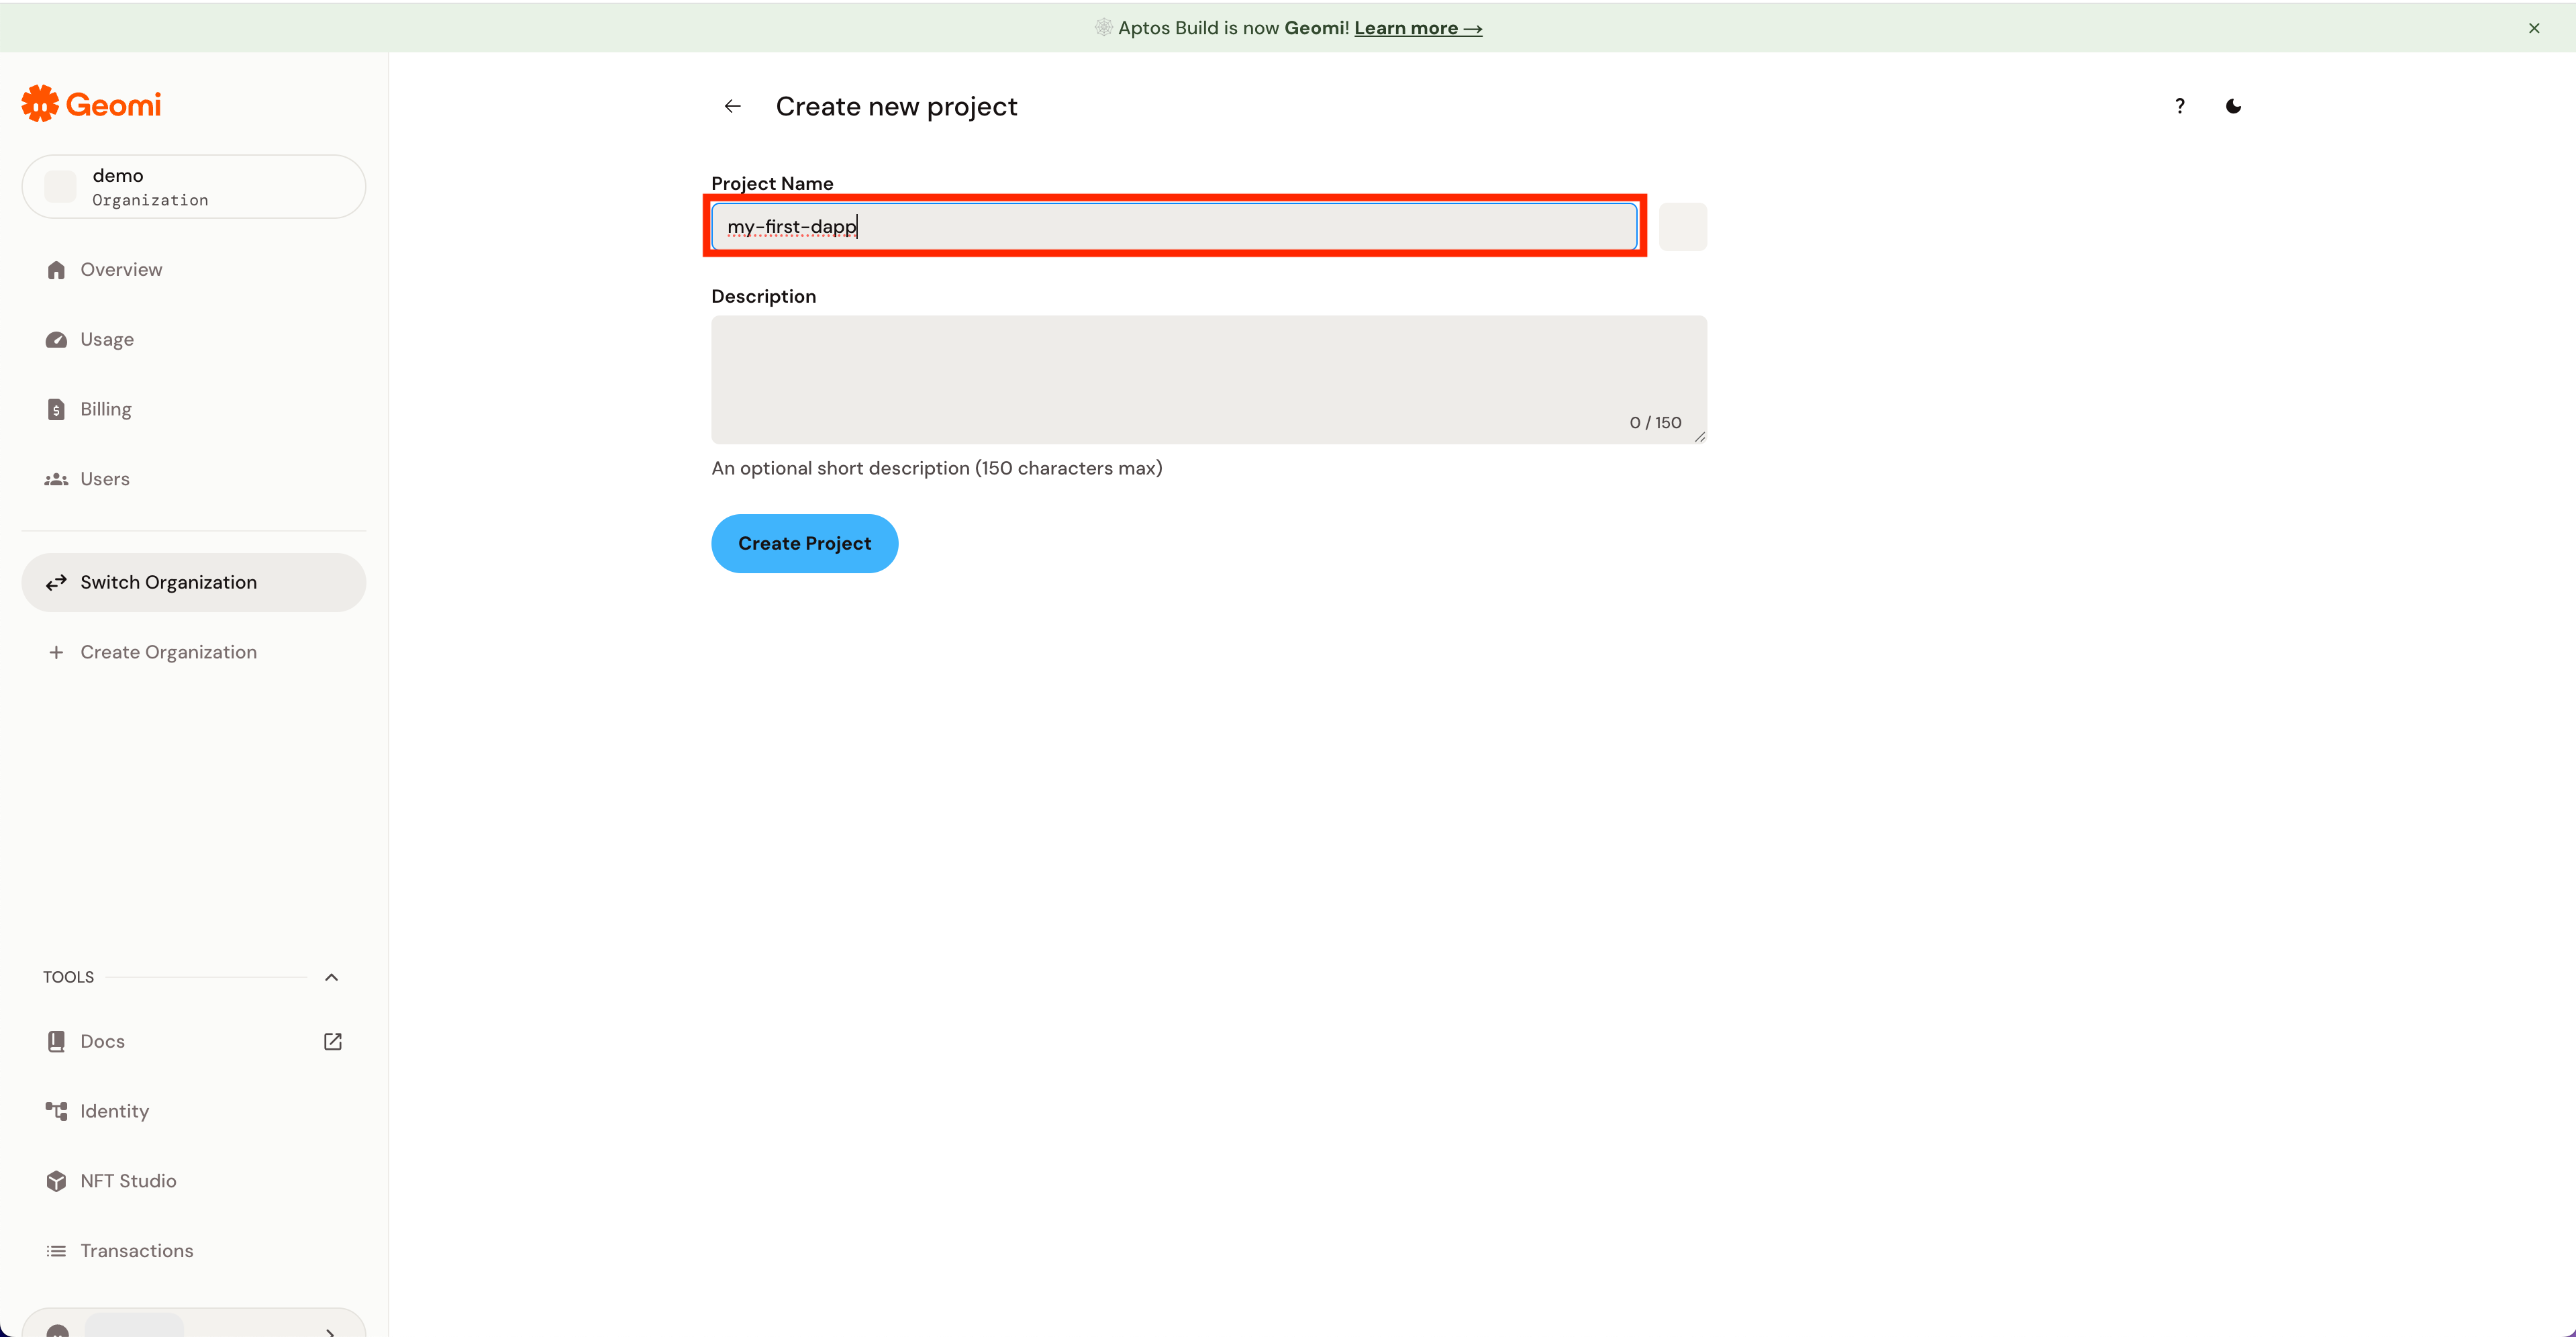 Aptos Build is now Geomi! Learn more →
Geomi
demo
Organization
Overview
Usage
Billing
Users
Switch Organization
Create Organization
TOOLS
Docs
Identity
NFT Studio
Transactions
Create new project
?
Project Name
my-first-dapp
Description
0 / 150
An optional short description (150 characters max)
Create Project